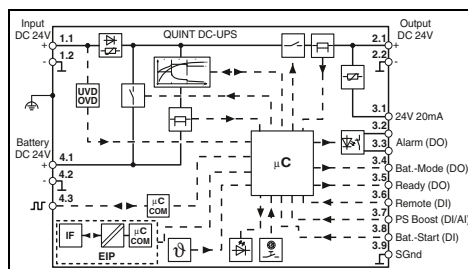 Input
DC 24V
QUINT DC-UPS
Output
DC 24V
1.1
+
2.1
+
1.2
-
2.2
-
UVD
OVD
3.1
24V 20mA
3.2
Alarm (DO)
3.3
Battery
DC 24V
4.1
+
µC
3.4
Bat.-Mode (DO)
4.2
-
3.5
Ready (DO)
4.3
µC
COM
3.6
Remote (DI)
3.7
PS Boost (DI/AI)
IF
µC
COM
3.8
Bat.-Start (DI)
ϑ
EIP
3.9
SGnd